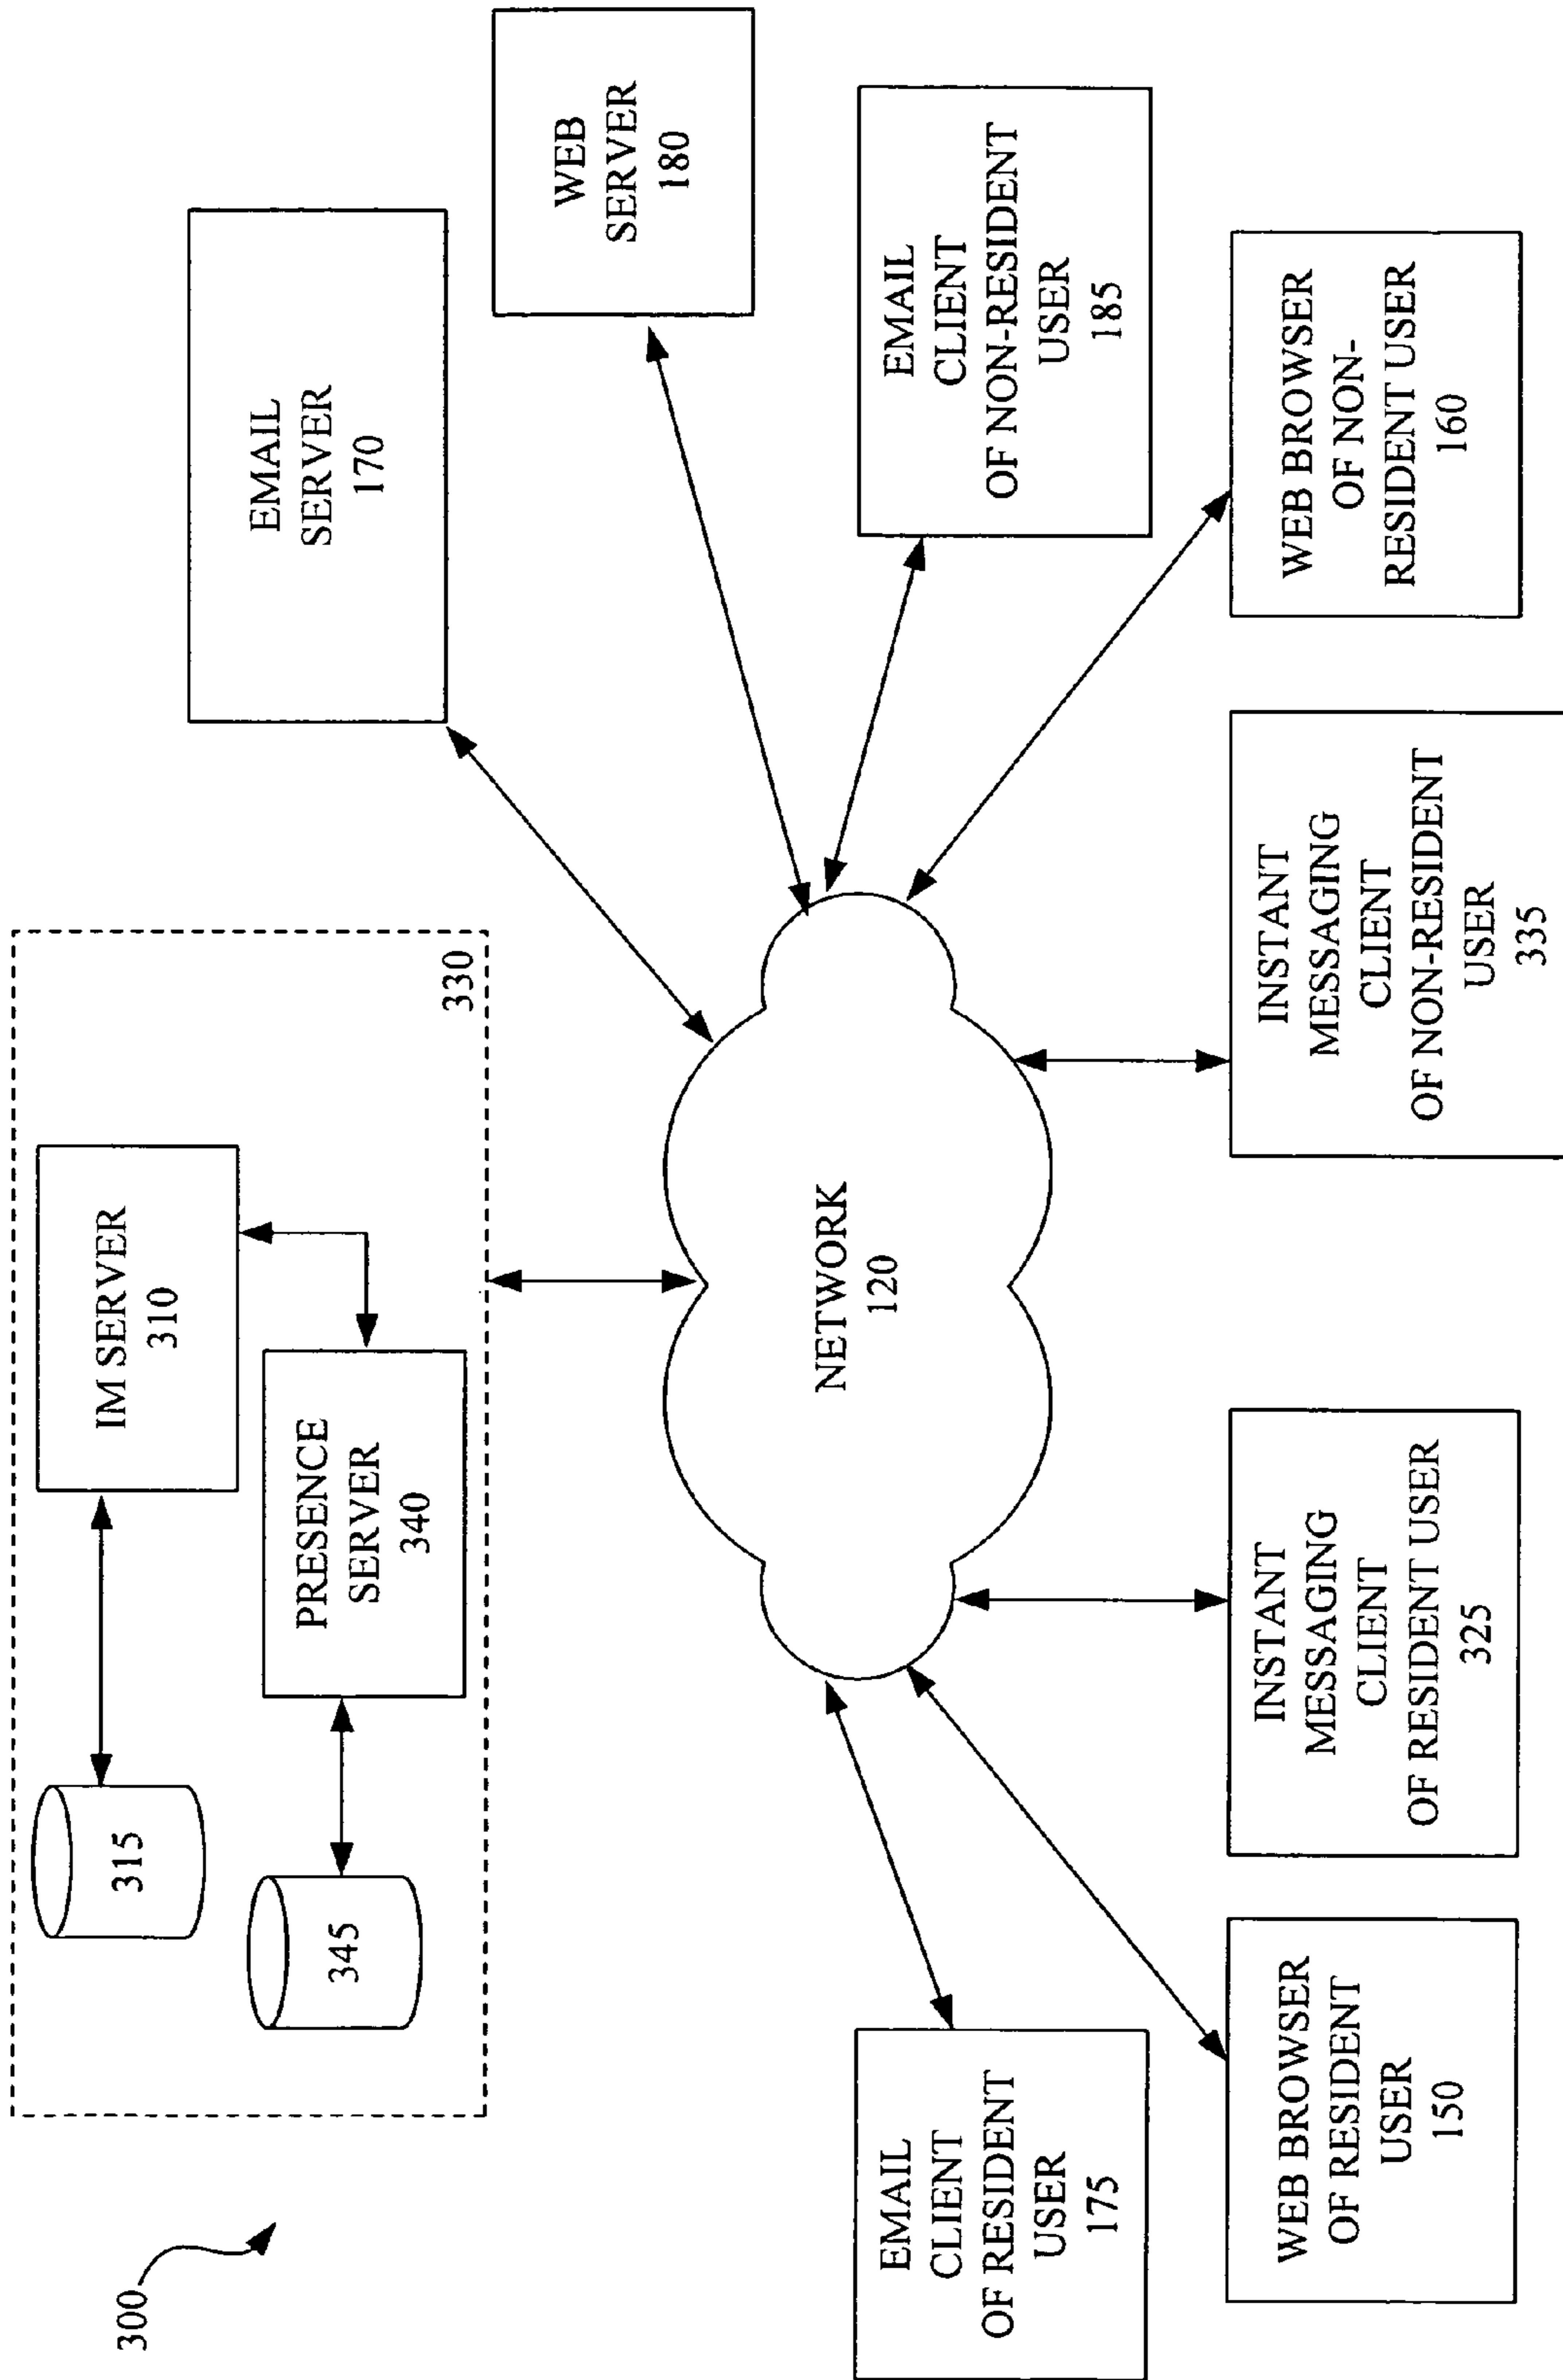 300
315
345
IM SERVER
310
PRESENCE
SERVER
340
330
EMAIL
SERVER
170
WEB
SERVER
180
NETWORK
120
EMAIL
CLIENT
OF RESIDENT
USER
175
EMAIL
CLIENT
OF NON-RESIDENT
USER
185
WEB BROWSER
OF RESIDENT
USER
150
INSTANT
MESSAGING
CLIENT
OF RESIDENT USER
325
INSTANT
MESSAGING
CLIENT
OF NON-RESIDENT
USER
335
WEB BROWSER
OF NON-
RESIDENT USER
160